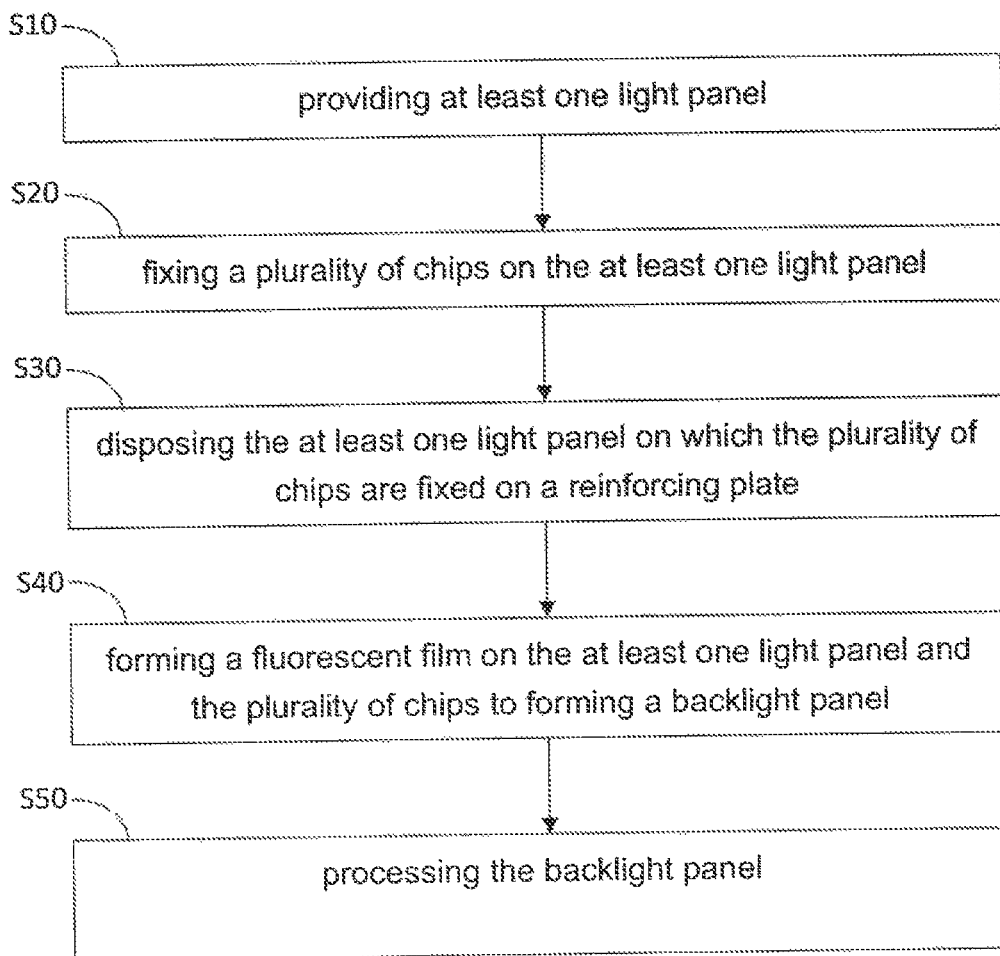 S10
providing at least one light panel
S20
fixing a plurality of chips on the at least one light panel
S30
disposing the at least one light panel on which the plurality of
chips are fixed on a reinforcing plate
S40
forming a fluorescent film on the at least one light panel and
the plurality of chips to forming a backlight panel
S50
processing the backlight panel